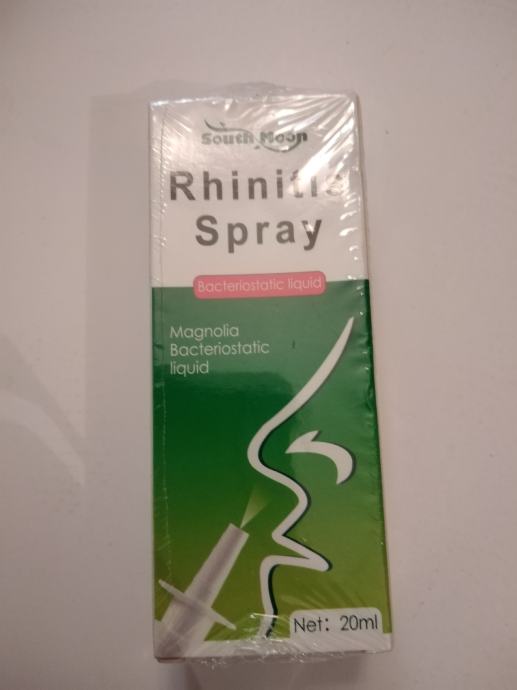 South Moon
Rhinitis
Spray
Bacteriostatic liquid
Magnolia
Bacteriostatic
liquid
Net: 20ml